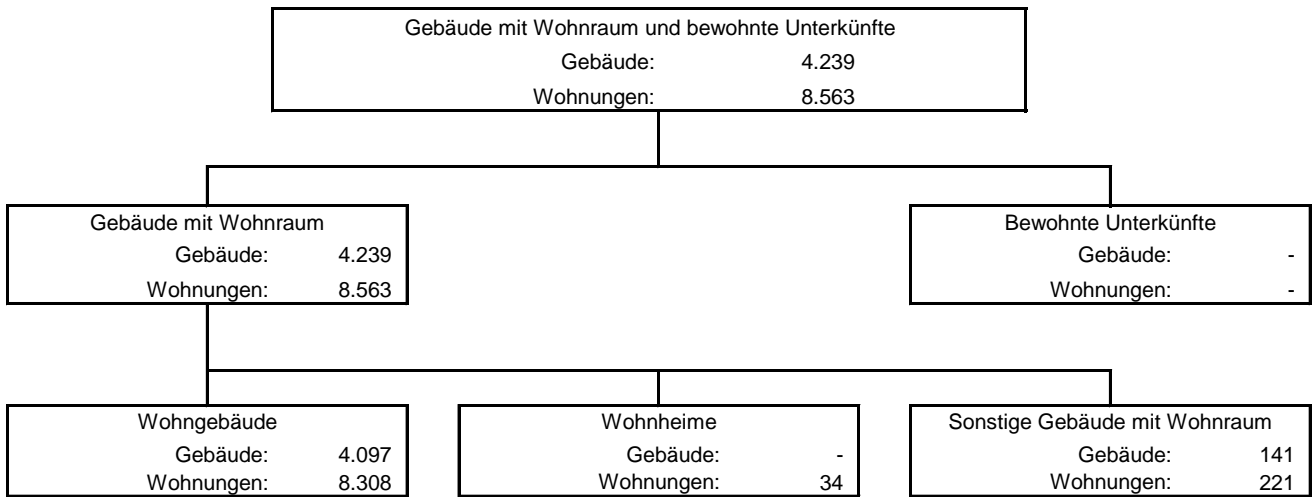 Gebäude mit Wohnraum und bewohnte Unterkünfte
Gebäude: 4.239
Wohnungen: 8.563
Gebäude mit Wohnraum
Gebäude: 4.239
Wohnungen: 8.563
Bewohnte Unterkünfte
Gebäude: -
Wohnungen: -
Wohngebäude
Gebäude: 4.097
Wohnungen: 8.308
Wohnheime
Gebäude: -
Wohnungen: 34
Sonstige Gebäude mit Wohnraum
Gebäude: 141
Wohnungen: 221